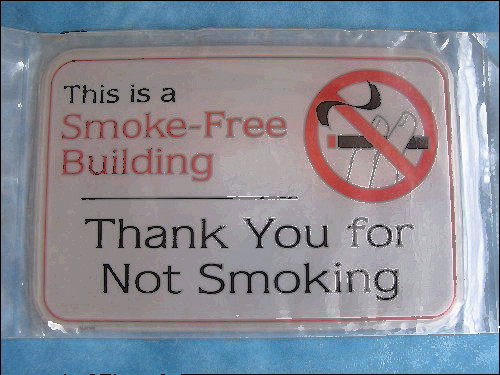 This is a
Smoke-Free
Building
Thank You for
Not Smoking